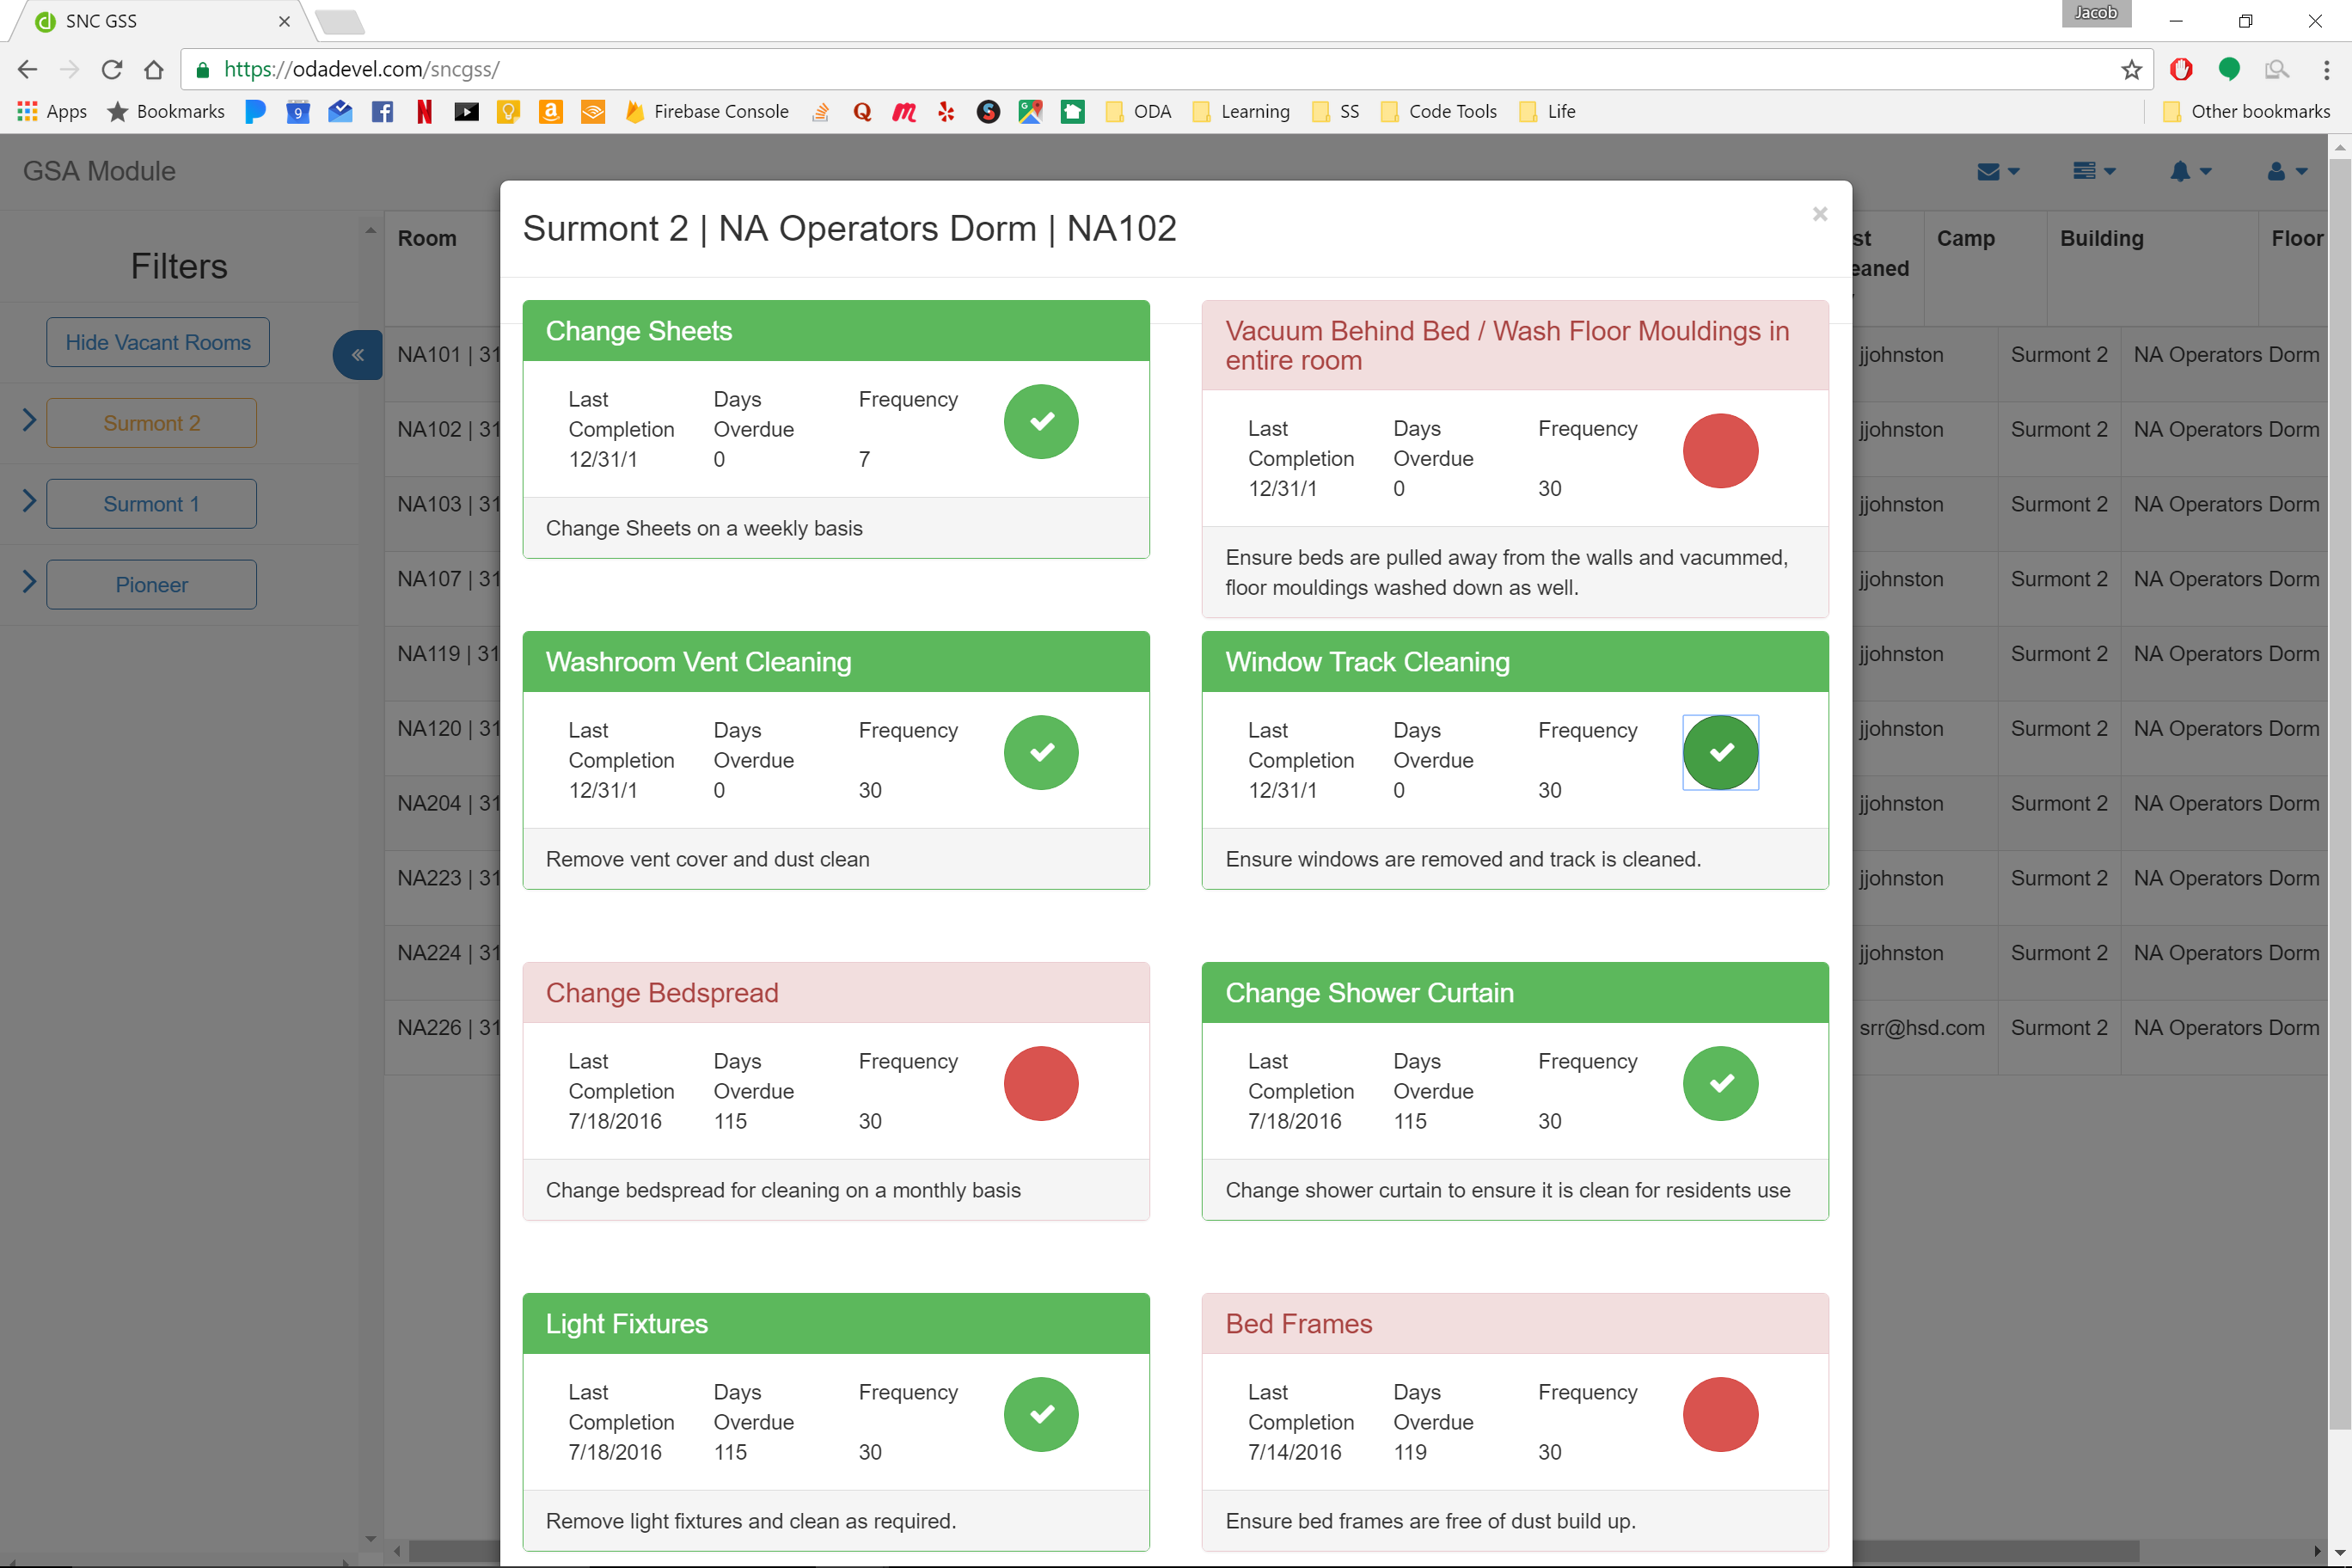 SNC GSS
Jacob
https://odadevel.com/sncgss/
Apps Bookmarks Firebase Console ODA Learning SS Code Tools Life Other bookmarks
GSA Module
Filters
Hide Vacant Rooms
Surmont 2
Surmont 1
Pioneer
Room Camp Building Floor
eaned
NA101 | 31 jjohnston Surmont 2 NA Operators Dorm
NA102 | 31 jjohnston Surmont 2 NA Operators Dorm
NA103 | 31 jjohnston Surmont 2 NA Operators Dorm
NA107 | 31 jjohnston Surmont 2 NA Operators Dorm
NA119 | 31 jjohnston Surmont 2 NA Operators Dorm
NA120 | 31 jjohnston Surmont 2 NA Operators Dorm
NA204 | 31 jjohnston Surmont 2 NA Operators Dorm
NA223 | 31 jjohnston Surmont 2 NA Operators Dorm
NA224 | 31 jjohnston Surmont 2 NA Operators Dorm
NA226 | 31 srr@hsd.com Surmont 2 NA Operators Dorm
Surmont 2 | NA Operators Dorm | NA102
×
Change Sheets
Last Days Frequency
Completion Overdue
12/31/1 0 7
Change Sheets on a weekly basis
Vacuum Behind Bed / Wash Floor Mouldings in
entire room
Last Days Frequency
Completion Overdue
12/31/1 0 30
Ensure beds are pulled away from the walls and vacummed,
floor mouldings washed down as well.
Washroom Vent Cleaning
Last Days Frequency
Completion Overdue
12/31/1 0 30
Remove vent cover and dust clean
Window Track Cleaning
Last Days Frequency
Completion Overdue
12/31/1 0 30
Ensure windows are removed and track is cleaned.
Change Bedspread
Last Days Frequency
Completion Overdue
7/18/2016 115 30
Change bedspread for cleaning on a monthly basis
Change Shower Curtain
Last Days Frequency
Completion Overdue
7/18/2016 115 30
Change shower curtain to ensure it is clean for residents use
Light Fixtures
Last Days Frequency
Completion Overdue
7/18/2016 115 30
Remove light fixtures and clean as required.
Bed Frames
Last Days Frequency
Completion Overdue
7/14/2016 119 30
Ensure bed frames are free of dust build up.